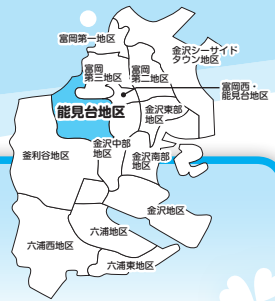 富岡第一地区
金沢シーサイド
タウン地区
富岡
第三地区
富岡
第二地区
富岡西・
能見台地区
能見台地区
金沢東部
地区
金沢中部
地区
釜利谷地区
金沢南部
地区
金沢地区
六浦地区
六浦西地区
六浦東地区